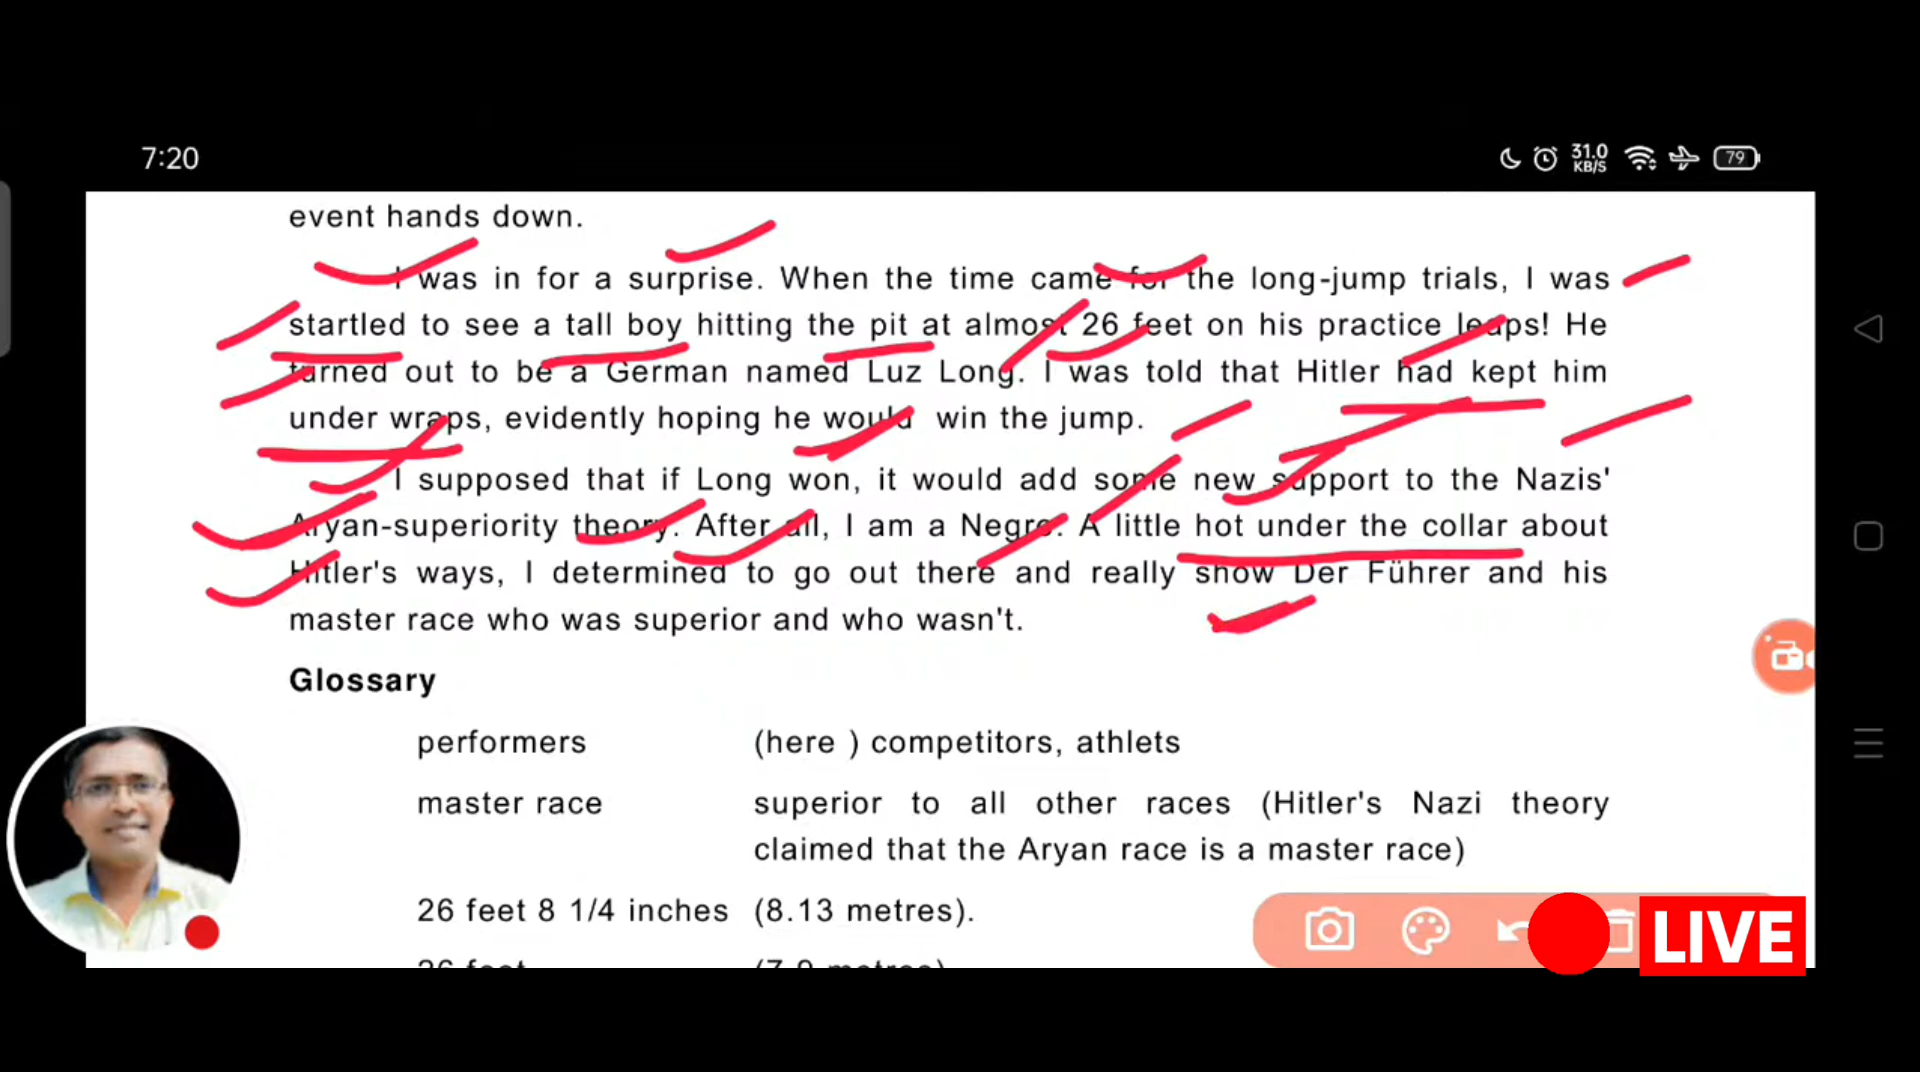 7:20
31.0
KB/S
79
event hands down.
I was in for a surprise. When the time came for the long-jump trials, I was
startled to see a tall boy hitting the pit at almost 26 feet on his practice leaps! He
turned out to be a German named Luz Long. I was told that Hitler had kept him
under wraps, evidently hoping he would win the jump.
I supposed that if Long won, it would add some new support to the Nazis'
Aryan-superiority theory. After all, I am a Negro. A little hot under the collar about
Hitler's ways, I determined to go out there and really show Der Führer and his
master race who was superior and who wasn't.
Glossary
performers (here ) competitors, athlets
master race superior to all other races (Hitler's Nazi theory
claimed that the Aryan race is a master race)
26 feet 8 1/4 inches (8.13 metres).
26 feet (7.9 metres)
LIVE